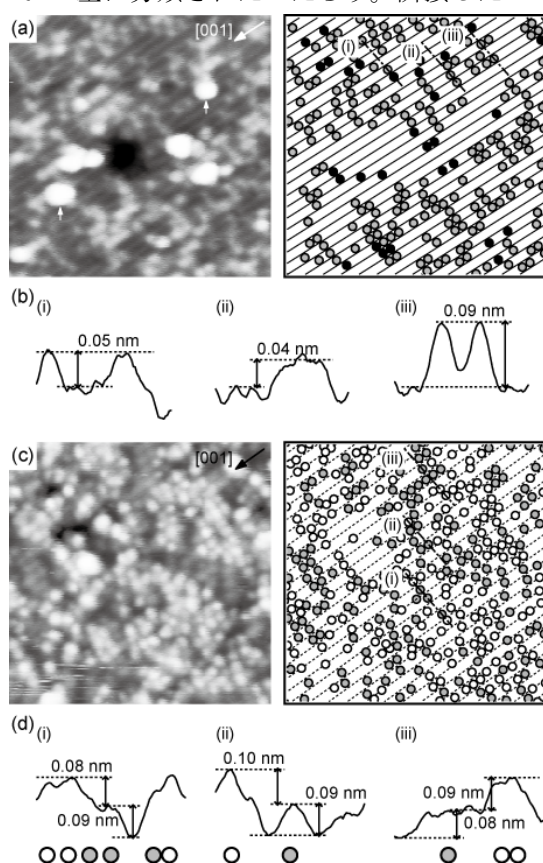 (a)
[001]
(i)
(ii)
(iii)
(b)
(i)
(ii)
(iii)
0.05 nm
0.04 nm
0.09 nm
(c)
[001]
(iii)
(ii)
(i)
(d)
(i)
(ii)
(iii)
0.08 nm
0.09 nm
0.10 nm
0.09 nm
0.09 nm
0.08 nm